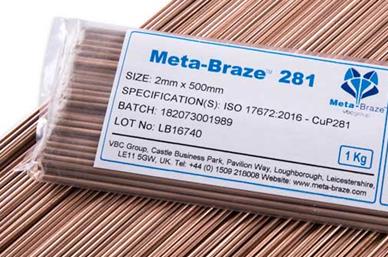 Meta-Braze™ 281
SIZE: 2mm x 500mm
SPECIFICATION(S): ISO 17672:2016 - CuP281
BATCH: 182073001989
LOT No: LB16740
Meta-Braze
vbcgroup
1 Kg
VBC Group, Castle Business Park, Pavilion Way, Loughborough, Leicestershire,
LE11 5GW, UK, Tel: +44 (0) 1509 218008 Website: www.meta-braze.com